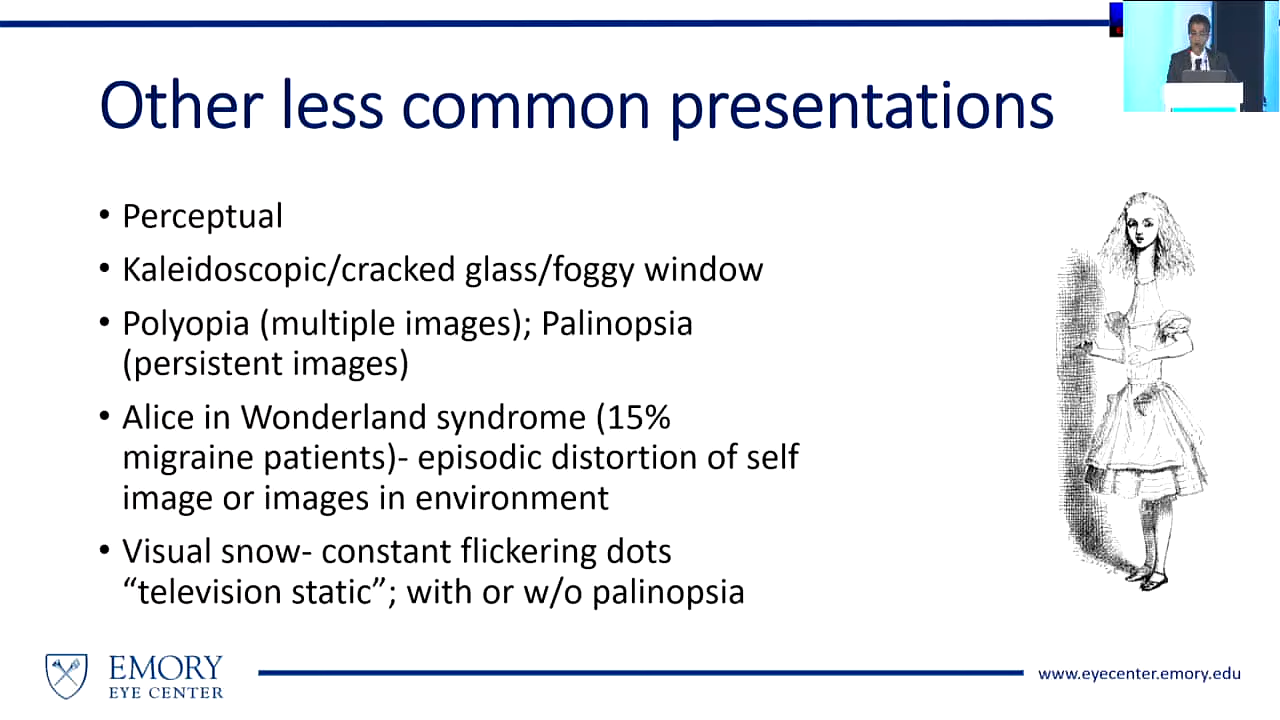 Other less common presentations
• Perceptual
• Kaleidoscopic/cracked glass/foggy window
• Polyopia (multiple images); Palinopsia
(persistent images)
• Alice in Wonderland syndrome (15%
migraine patients)- episodic distortion of self
image or images in environment
• Visual snow- constant flickering dots
“television static”; with or w/o palinopsia
EMORY
EYE CENTER
www.eyecenter.emory.edu